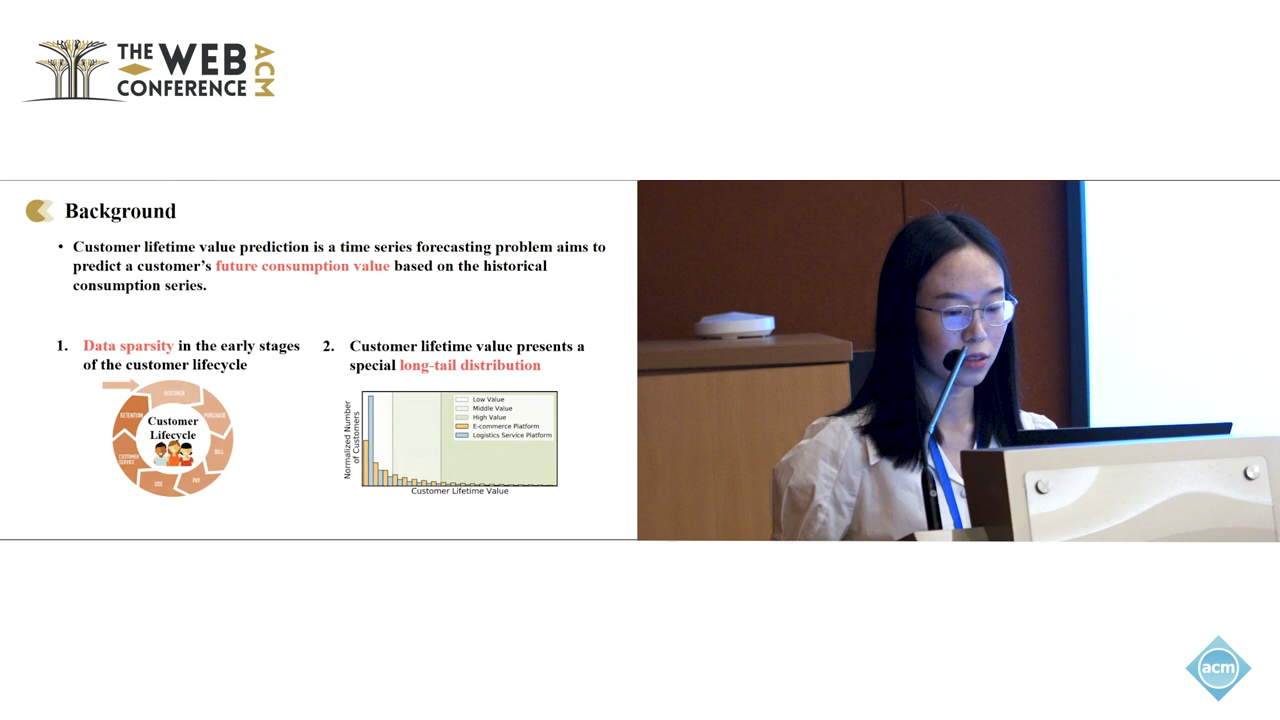 THE WEB
CONFERENCE
ACM
Background
• Customer lifetime value prediction is a time series forecasting problem aims to
predict a customer's future consumption value based on the historical
consumption series.
1. Data sparsity in the early stages
of the customer lifecycle
DISCOVER
PURCHASE
BILL
PAY
USE
CUSTOMER
SERVICE
RETENTION
Customer
Lifecycle
2. Customer lifetime value presents a
special long-tail distribution
Normalized Number
of Customers
Low Value
Middle Value
High Value
E-commerce Platform
Logistics Service Platform
Customer Lifetime Value
acm